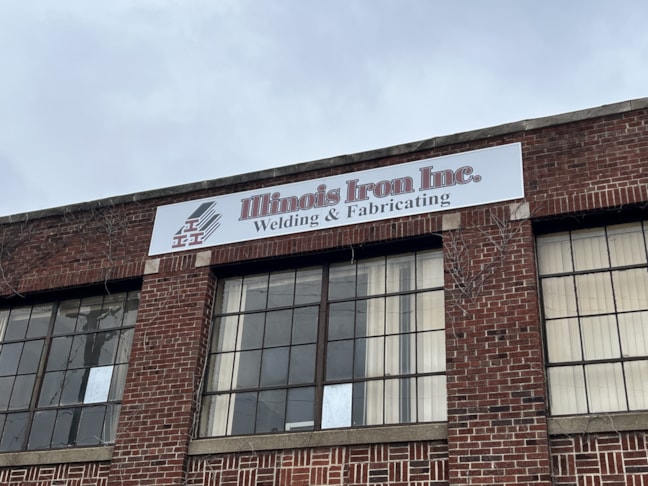 Illinois Iron Inc.
Welding & Fabricating